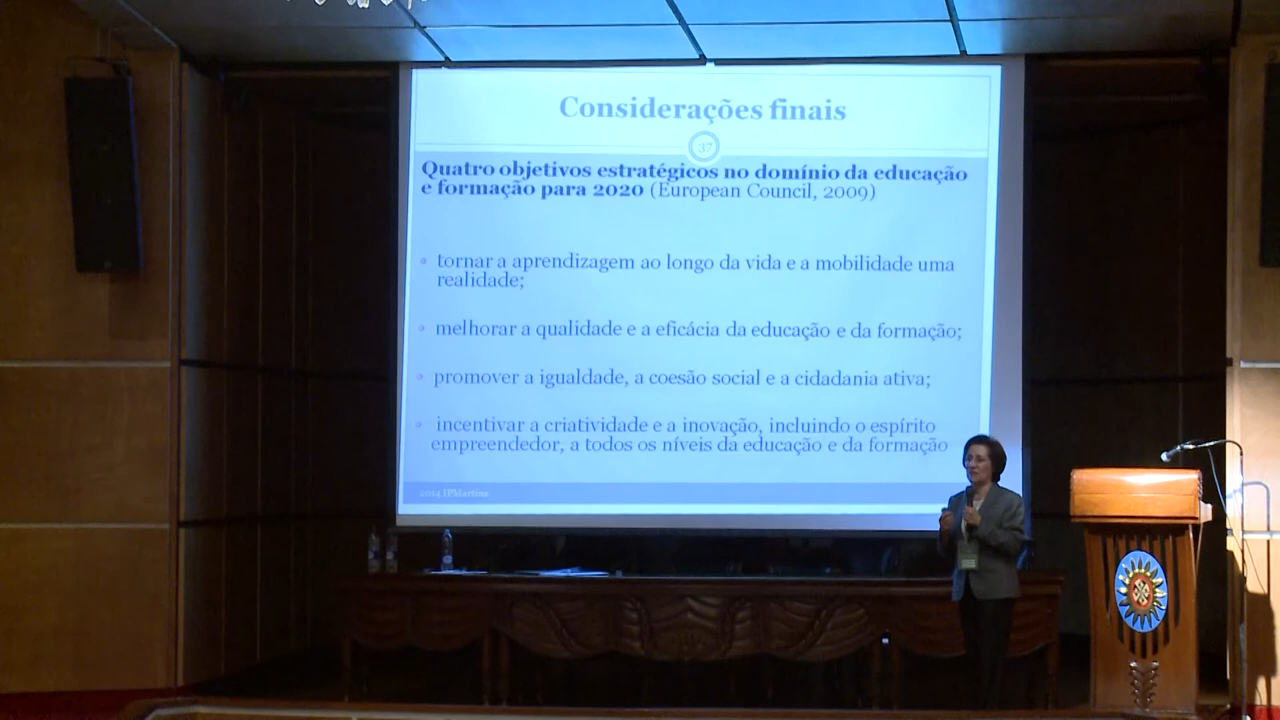 Considerações finais
37
Quatro objetivos estratégicos no domínio da educação
e formação para 2020 (European Council, 2009)
◦ tornar a aprendizagem ao longo da vida e a mobilidade uma
realidade;
◦ melhorar a qualidade e a eficácia da educação e da formação;
◦ promover a igualdade, a coesão social e a cidadania ativa;
◦ incentivar a criatividade e a inovação, incluindo o espírito
empreendedor, a todos os níveis da educação e da formação
2014 IPMartins